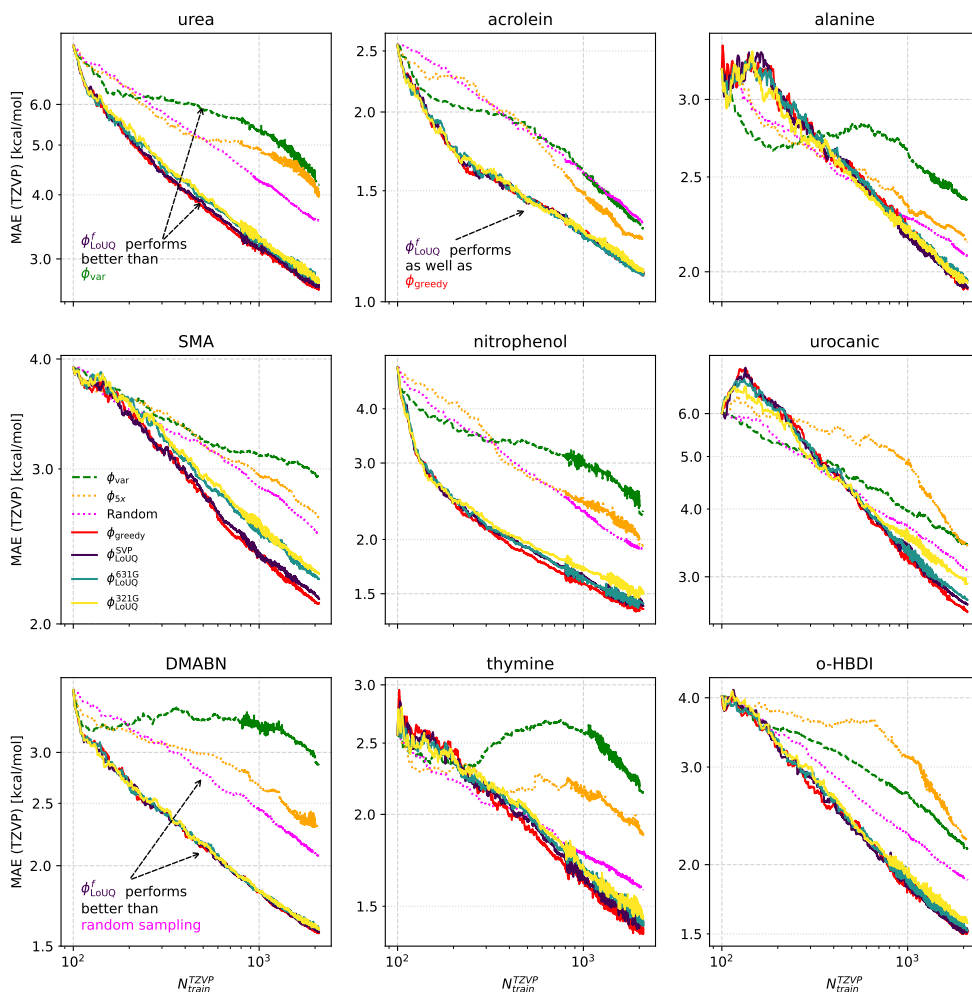 urea
acrolein
alanine
MAE (TZVP) [kcal/mol]
6.0
5.0
4.0
3.0
ϕ^f_LoUQ performs
better than
ϕ_var
2.5
2.0
1.5
1.0
ϕ^f_LoUQ performs
as well as
ϕ_greedy
3.0
2.5
2.0
SMA
nitrophenol
urocanic
MAE (TZVP) [kcal/mol]
4.0
3.0
2.0
ϕ_var
ϕ_5x
Random
ϕ_greedy
ϕ^SVP_LoUQ
ϕ^631G_LoUQ
ϕ^321G_LoUQ
4.0
3.0
2.0
1.5
6.0
5.0
4.0
3.0
DMABN
thymine
o-HBDI
MAE (TZVP) [kcal/mol]
3.0
2.5
2.0
1.5
ϕ^f_LoUQ performs
better than
random sampling
3.0
2.5
2.0
1.5
4.0
3.0
2.0
1.5
10^2 10^3
10^2 10^3
10^2 10^3
N^TZVP_train
N^TZVP_train
N^TZVP_train